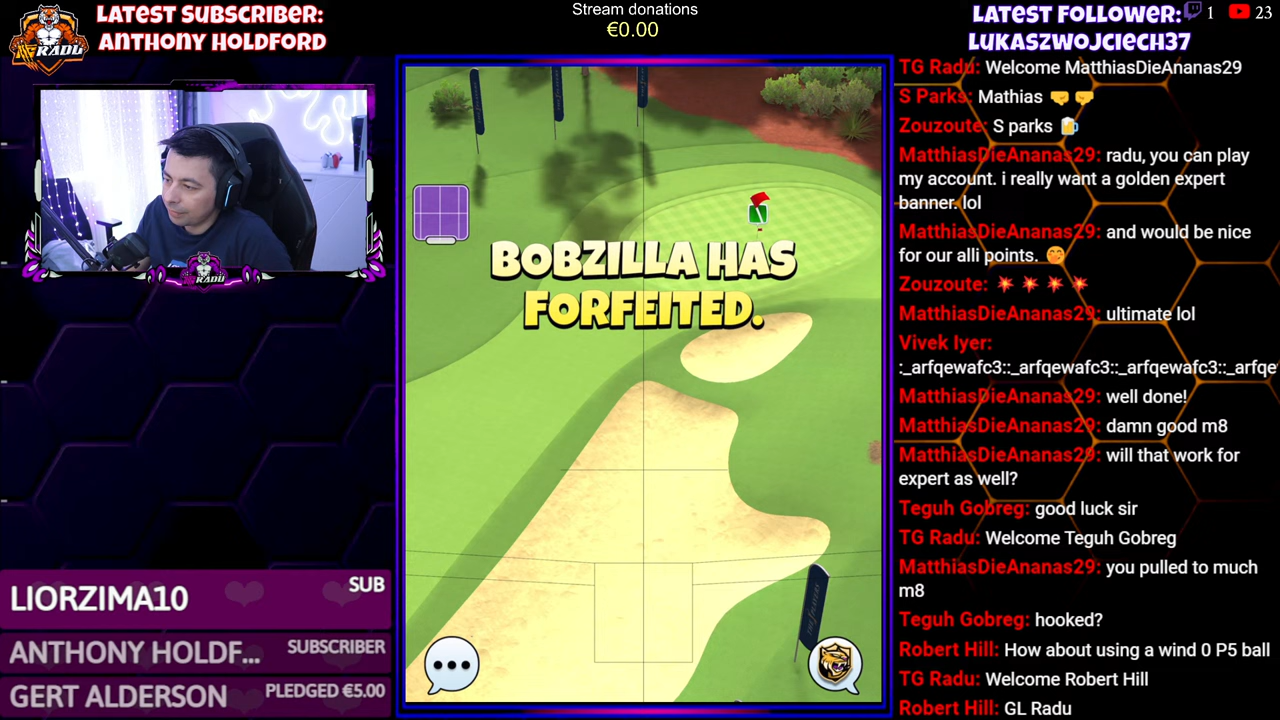 LATEST SUBSCRIBER:
ANTHONY HOLDFORD
RADU
Stream donations
€0.00
LATEST FOLLOWER:
LUKASZWOJCIECH37
1
23
BOBZILLA HAS
FORFEITED.
RADU
LIORZIMA10
SUB
ANTHONY HOLDF...
SUBSCRIBER
GERT ALDERSON
PLEDGED €5.00
TG Radu: Welcome MatthiasDieAnanas29
S Parks: Mathias 🤜 🤛
Zouzoute: S parks 🍺
MatthiasDieAnanas29: radu, you can play
my account. i really want a golden expert
banner. lol
MatthiasDieAnanas29: and would be nice
for our alli points. 🤭
Zouzoute: 💥 💥 💥 💥
MatthiasDieAnanas29: ultimate lol
Vivek Iyer:
:_arfqewafc3::_arfqewafc3::_arfqewafc3::_arfqe
MatthiasDieAnanas29: well done!
MatthiasDieAnanas29: damn good m8
MatthiasDieAnanas29: will that work for
expert as well?
Teguh Gobreg: good luck sir
TG Radu: Welcome Teguh Gobreg
MatthiasDieAnanas29: you pulled to much
m8
Teguh Gobreg: hooked?
Robert Hill: How about using a wind 0 P5 ball
TG Radu: Welcome Robert Hill
Robert Hill: GL Radu